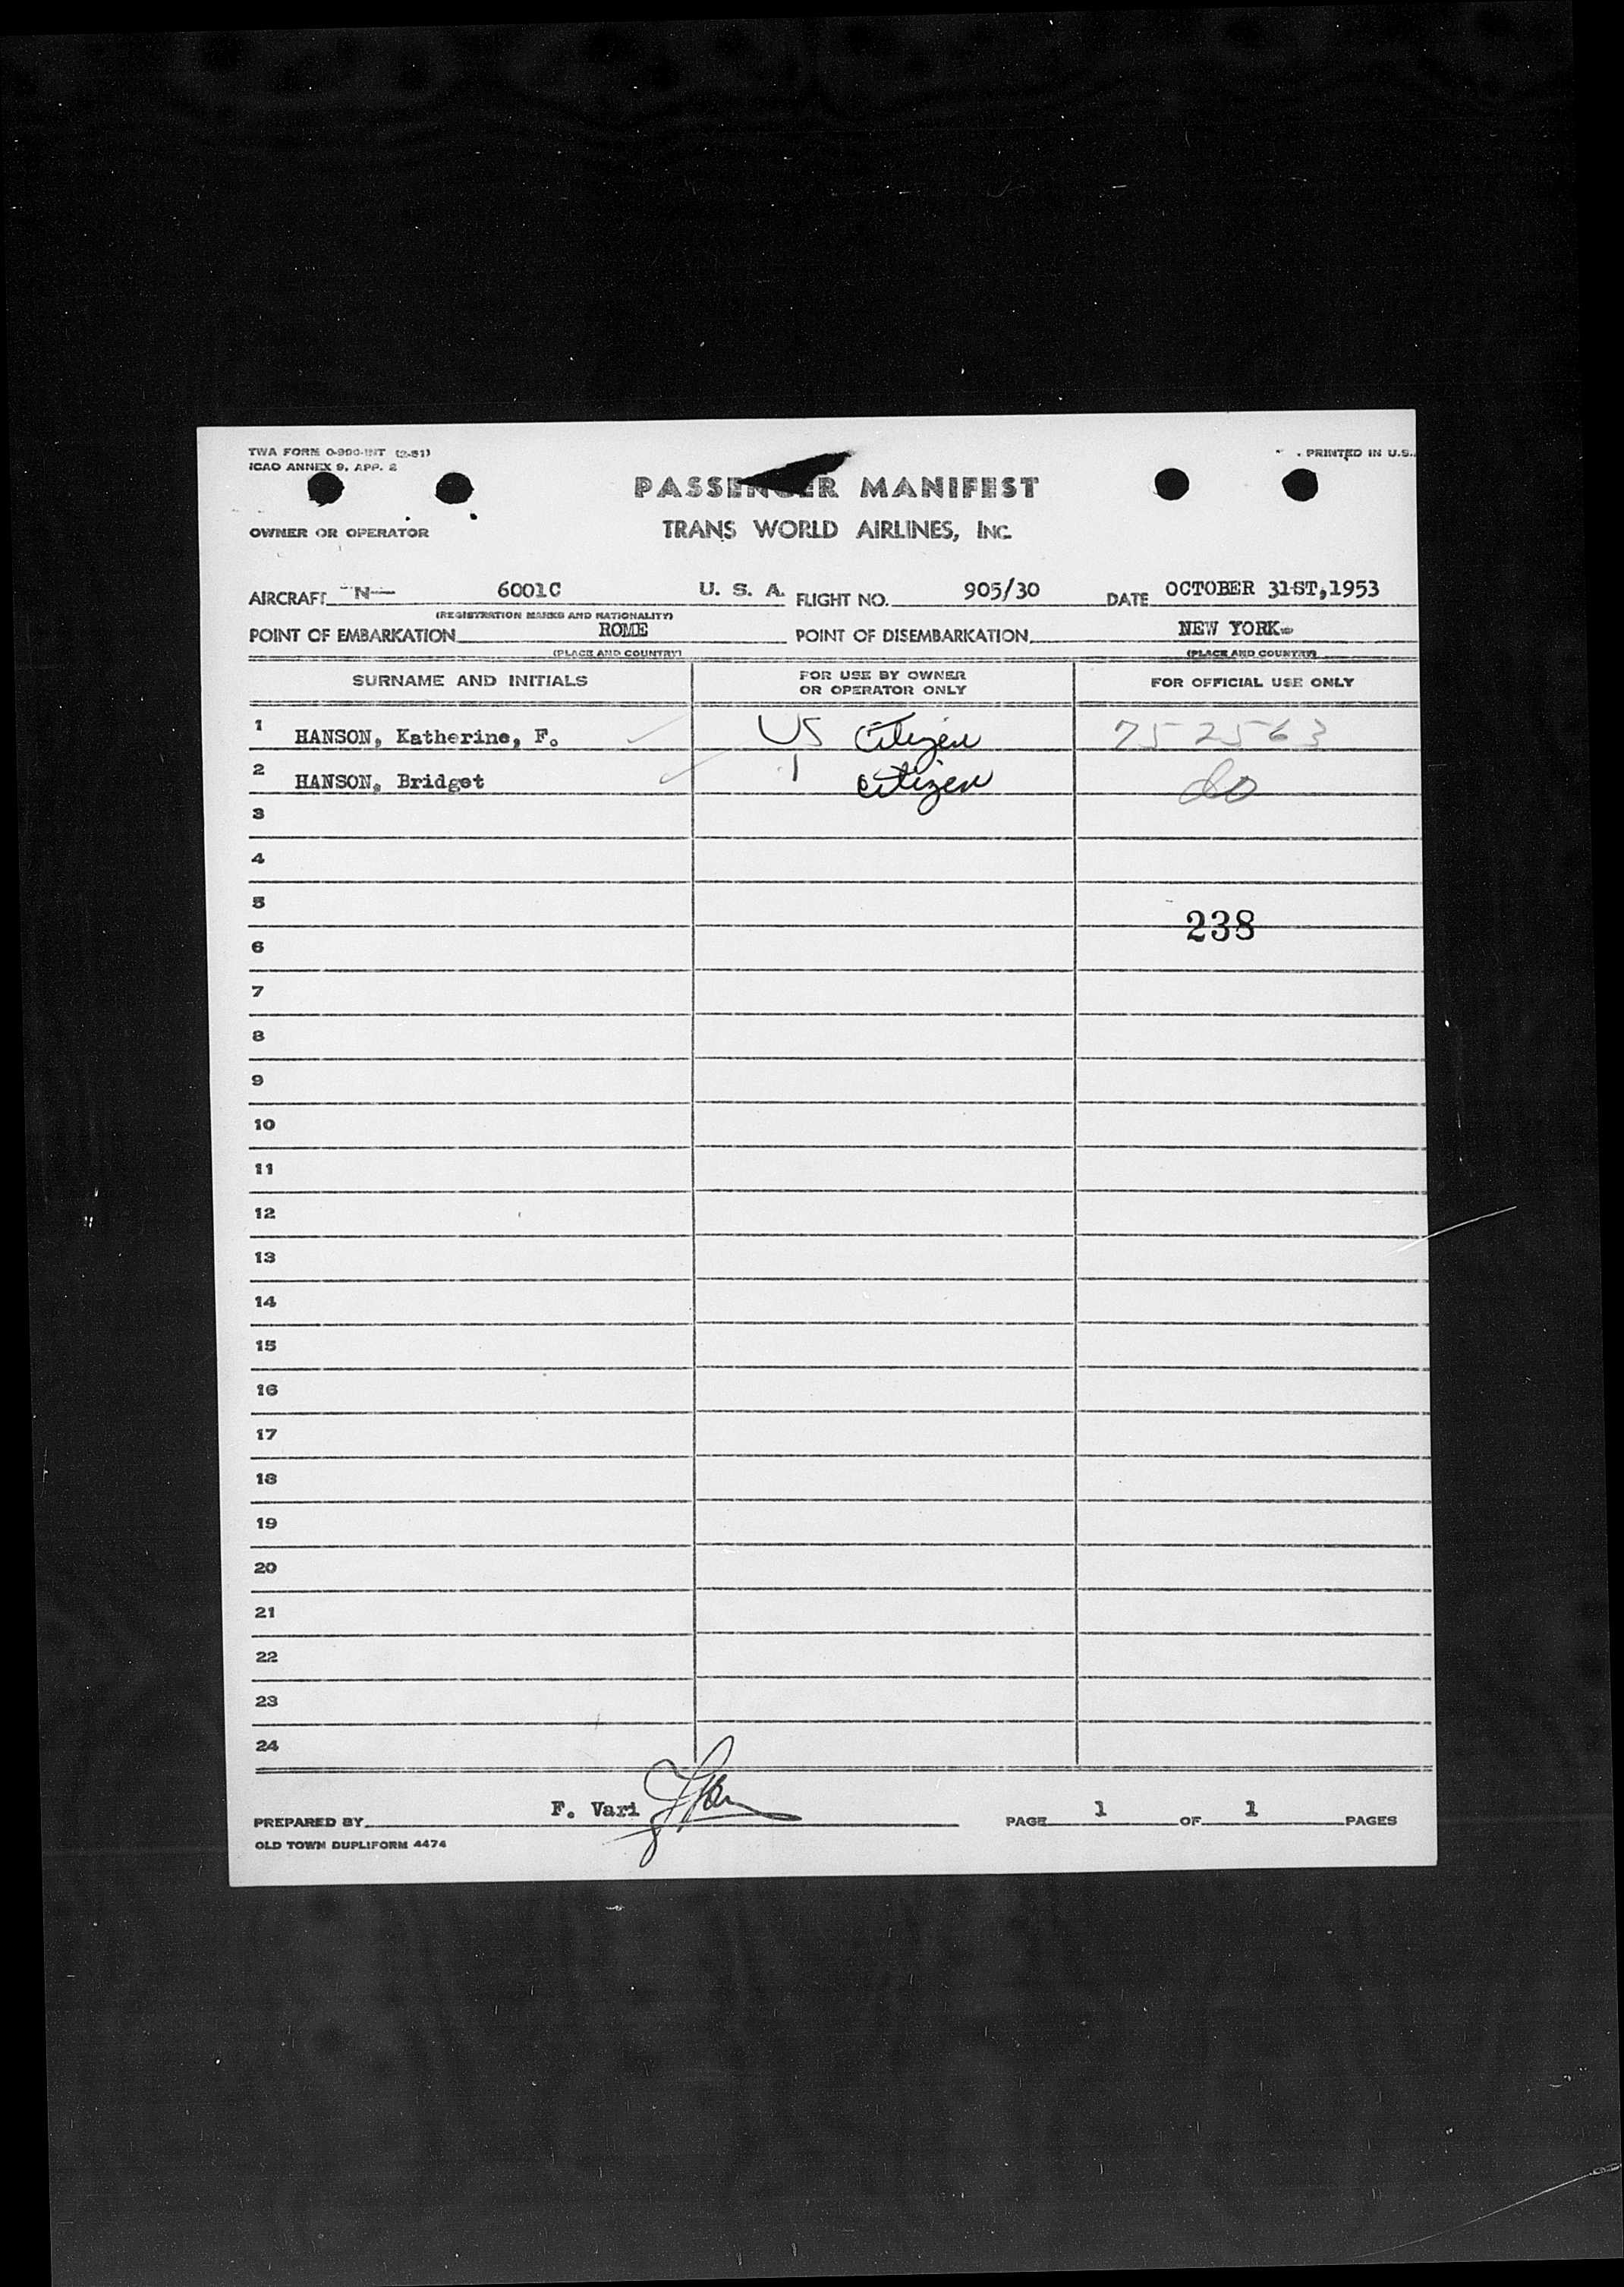 TWA FORM O-990-INT (2-51)
ICAO ANNEX 9, APP. 2
. PRINTED IN U.S.
PASSENGER MANIFEST
OWNER OR OPERATOR
TRANS WORLD AIRLINES, INC.
AIRCRAFT N— 6001C U. S. A. FLIGHT NO. 905/30 DATE OCTOBER 31ST,1953
(REGISTRATION MARKS AND NATIONALITY)
POINT OF EMBARKATION ROME POINT OF DISEMBARKATION NEW YORK
(PLACE AND COUNTRY) (PLACE AND COUNTRY)
SURNAME AND INITIALS FOR USE BY OWNER OR OPERATOR ONLY FOR OFFICIAL USE ONLY
1 HANSON, Katherine, F. US Citizen 752563
2 HANSON, Bridget citizen do
3
4
5
238
6
7
8
9
10
11
12
13
14
15
16
17
18
19
20
21
22
23
24
PREPARED BY F. Vari PAGE 1 OF 1 PAGES
OLD TOWN DUPLIFORM 4474